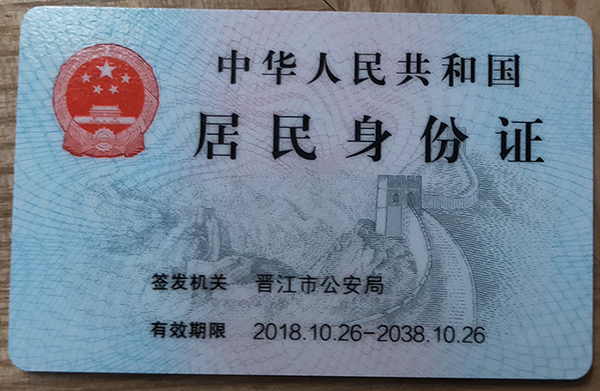 中华人民共和国
居民身份证
签发机关 晋江市公安局
有效期限 2018.10.26-2038.10.26